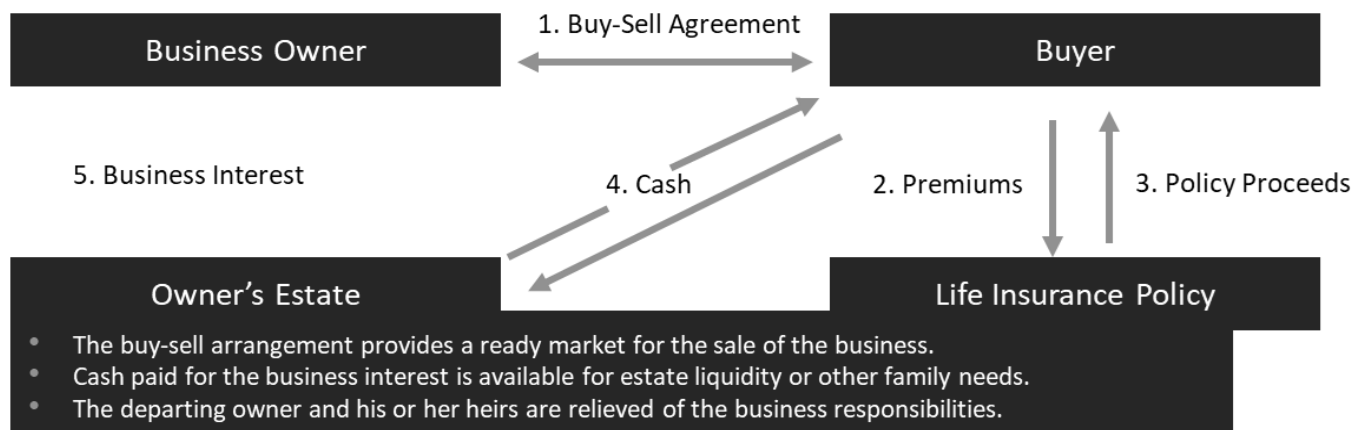 1. Buy-Sell Agreement
Business Owner
Buyer
5. Business Interest
4. Cash
2. Premiums
3. Policy Proceeds
Owner’s Estate
Life Insurance Policy
• The buy-sell arrangement provides a ready market for the sale of the business.
• Cash paid for the business interest is available for estate liquidity or other family needs.
• The departing owner and his or her heirs are relieved of the business responsibilities.